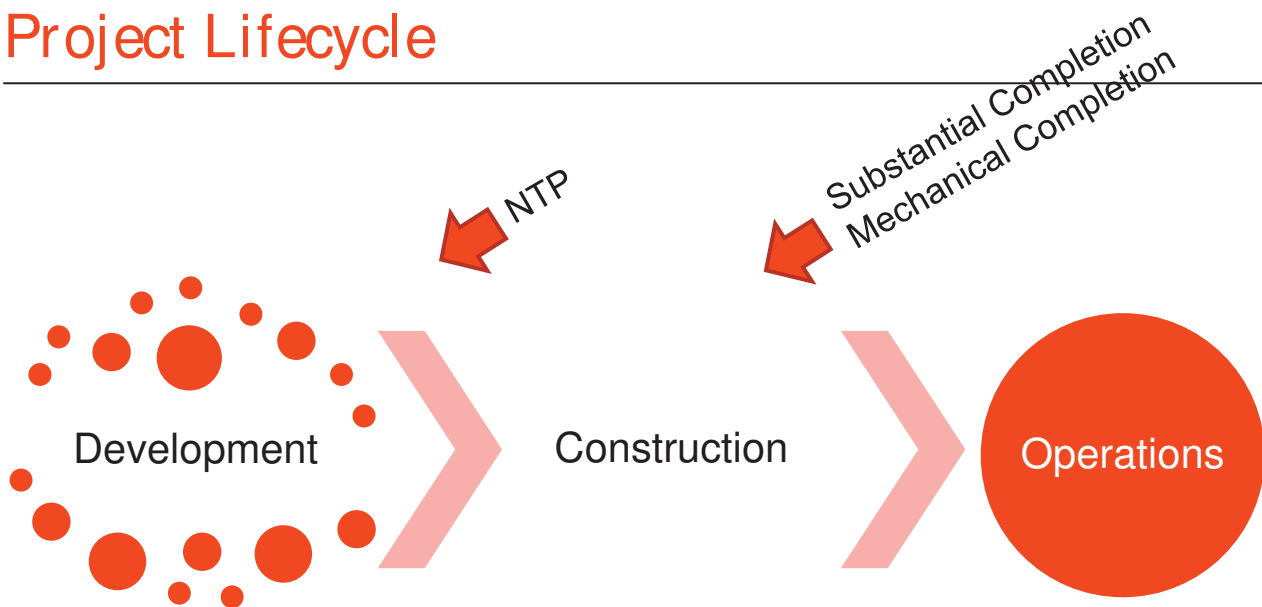 Project Lifecycle
Substantial Completion
Mechanical Completion
NTP
Development
Construction
Operations